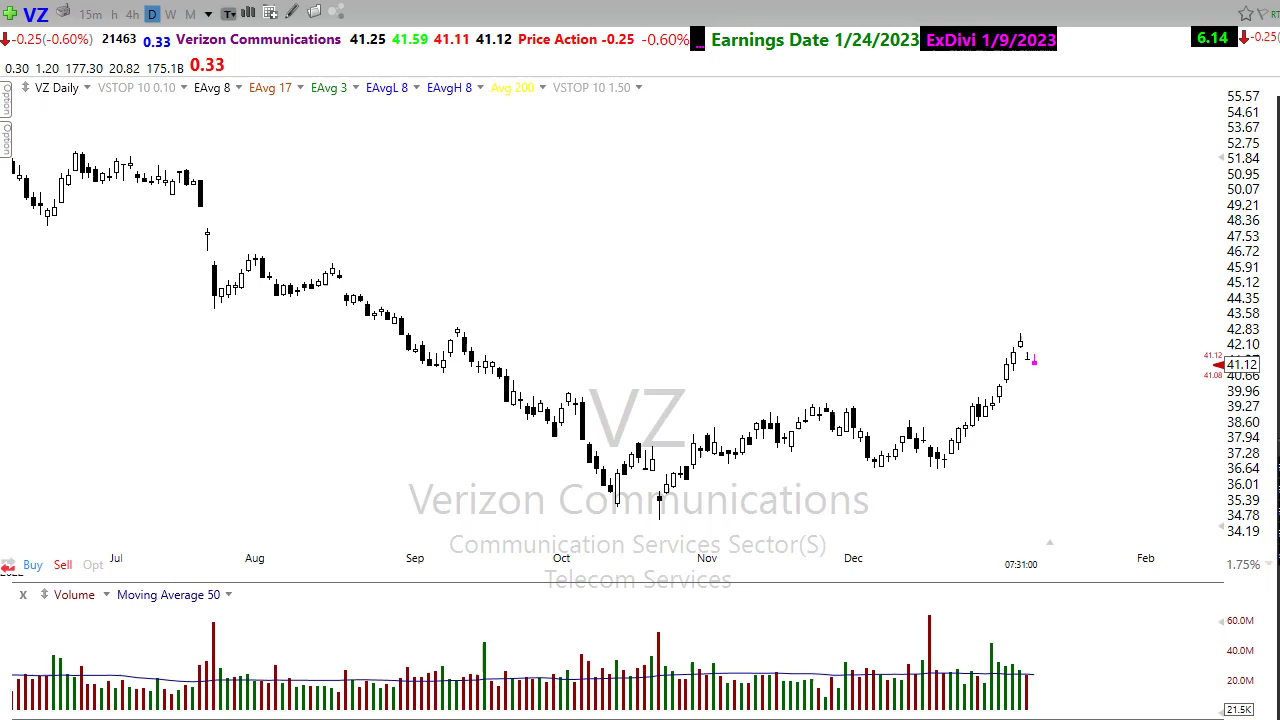 VZ 15m h 4h D W M T
-0.25(-0.60%) 21463 0.33 Verizon Communications 41.25 41.59 41.11 41.12 Price Action -0.25 -0.60% ... Earnings Date 1/24/2023 ExDivi 1/9/2023 6.14 -0.25(
0.30 1.20 177.30 20.82 175.1B 0.33
VZ Daily VSTOP 10 0.10 EAvg 8 EAvg 17 EAvg 3 EAvgL 8 EAvgH 8 Avg 200 VSTOP 10 1.50
Option
Option
55.57
54.61
53.67
52.75
51.84
50.95
50.07
49.21
48.36
47.53
46.72
45.91
45.12
44.35
43.58
42.83
42.10
41.12
41.12
41.08
40.66
39.96
39.27
38.60
37.94
37.28
36.64
36.01
35.39
34.78
34.19
VZ
Verizon Communications
Communication Services Sector(S)
Telecom Services
Jul Aug Sep Oct Nov Dec Feb
Buy Sell Opt 07:31:00 1.75%
X Volume Moving Average 50
60.0M
40.0M
20.0M
21.5K